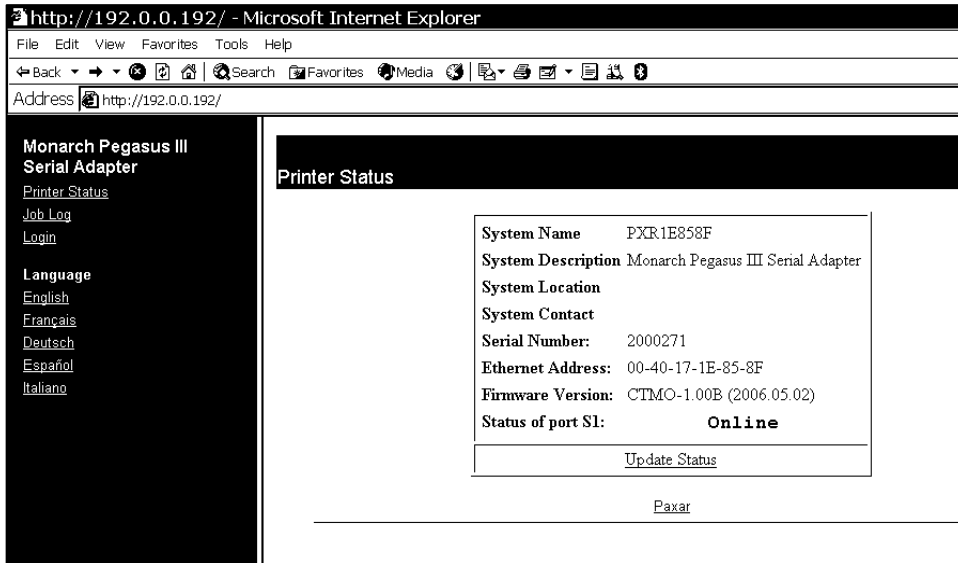 http://192.0.0.192/ - Microsoft Internet Explorer
File Edit View Favorites Tools Help
Back Search Favorites Media
Address http://192.0.0.192/
Monarch Pegasus III
Serial Adapter
Printer Status
Job Log
Login
Language
English
Français
Deutsch
Español
Italiano
Printer Status
System Name PXR1E858F
System Description Monarch Pegasus III Serial Adapter
System Location
System Contact
Serial Number: 2000271
Ethernet Address: 00-40-17-1E-85-8F
Firmware Version: CTMO-1.00B (2006.05.02)
Status of port S1: Online
Update Status
Paxar